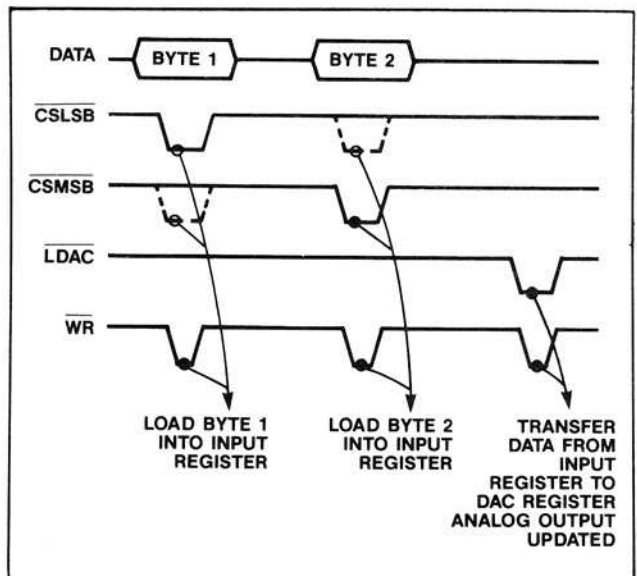 DATA
BYTE 1
BYTE 2
CSLSB
CSMSB
LDAC
WR
LOAD BYTE 1
INTO INPUT
REGISTER
LOAD BYTE 2
INTO INPUT
REGISTER
TRANSFER
DATA FROM
INPUT
REGISTER TO
DAC REGISTER
ANALOG OUTPUT
UPDATED